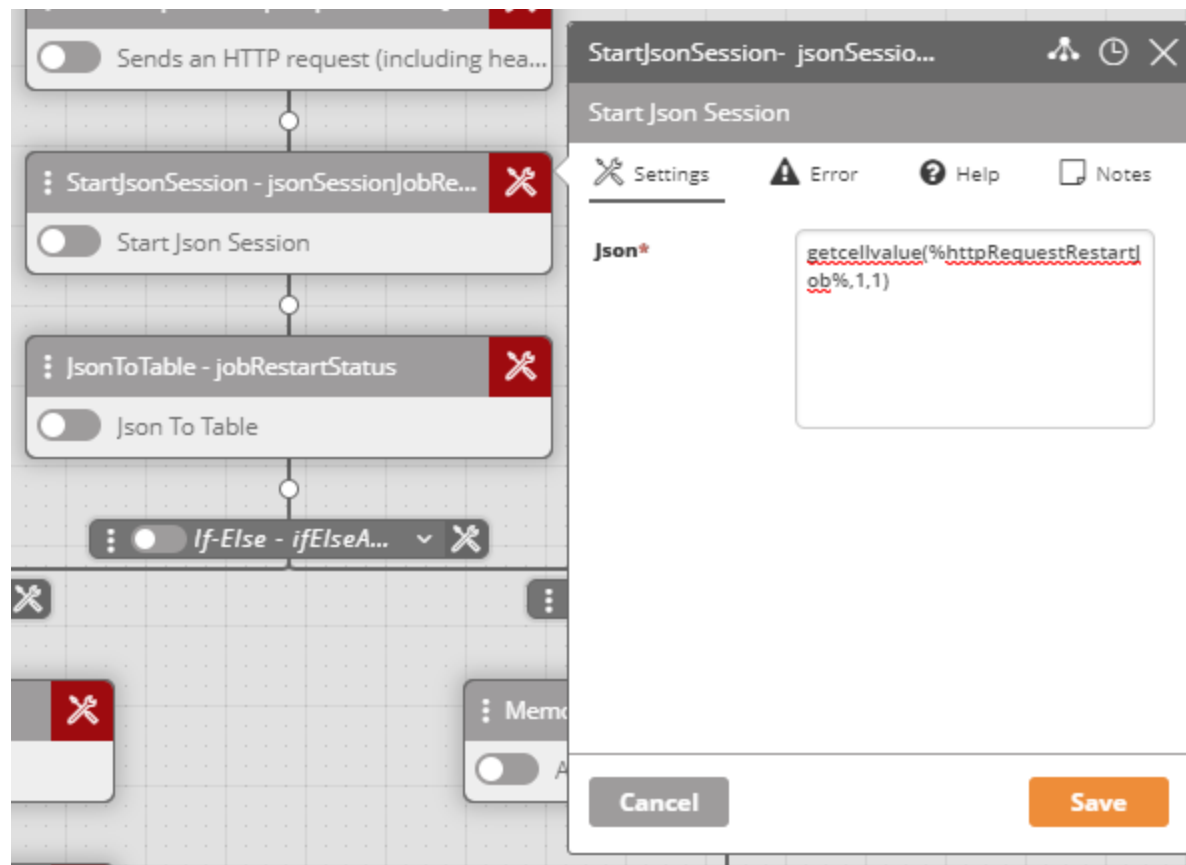 Sends an HTTP request (including hea...
StartJsonSession - jsonSessionJobRe...
Start Json Session
JsonToTable - jobRestartStatus
Json To Table
If-Else - ifElseA...
Memo
A
StartJsonSession- jsonSessio...
Start Json Session
Settings
Error
Help
Notes
Json*
getcellvalue(%httpRequestRestartJ
ob%,1,1)
Cancel
Save